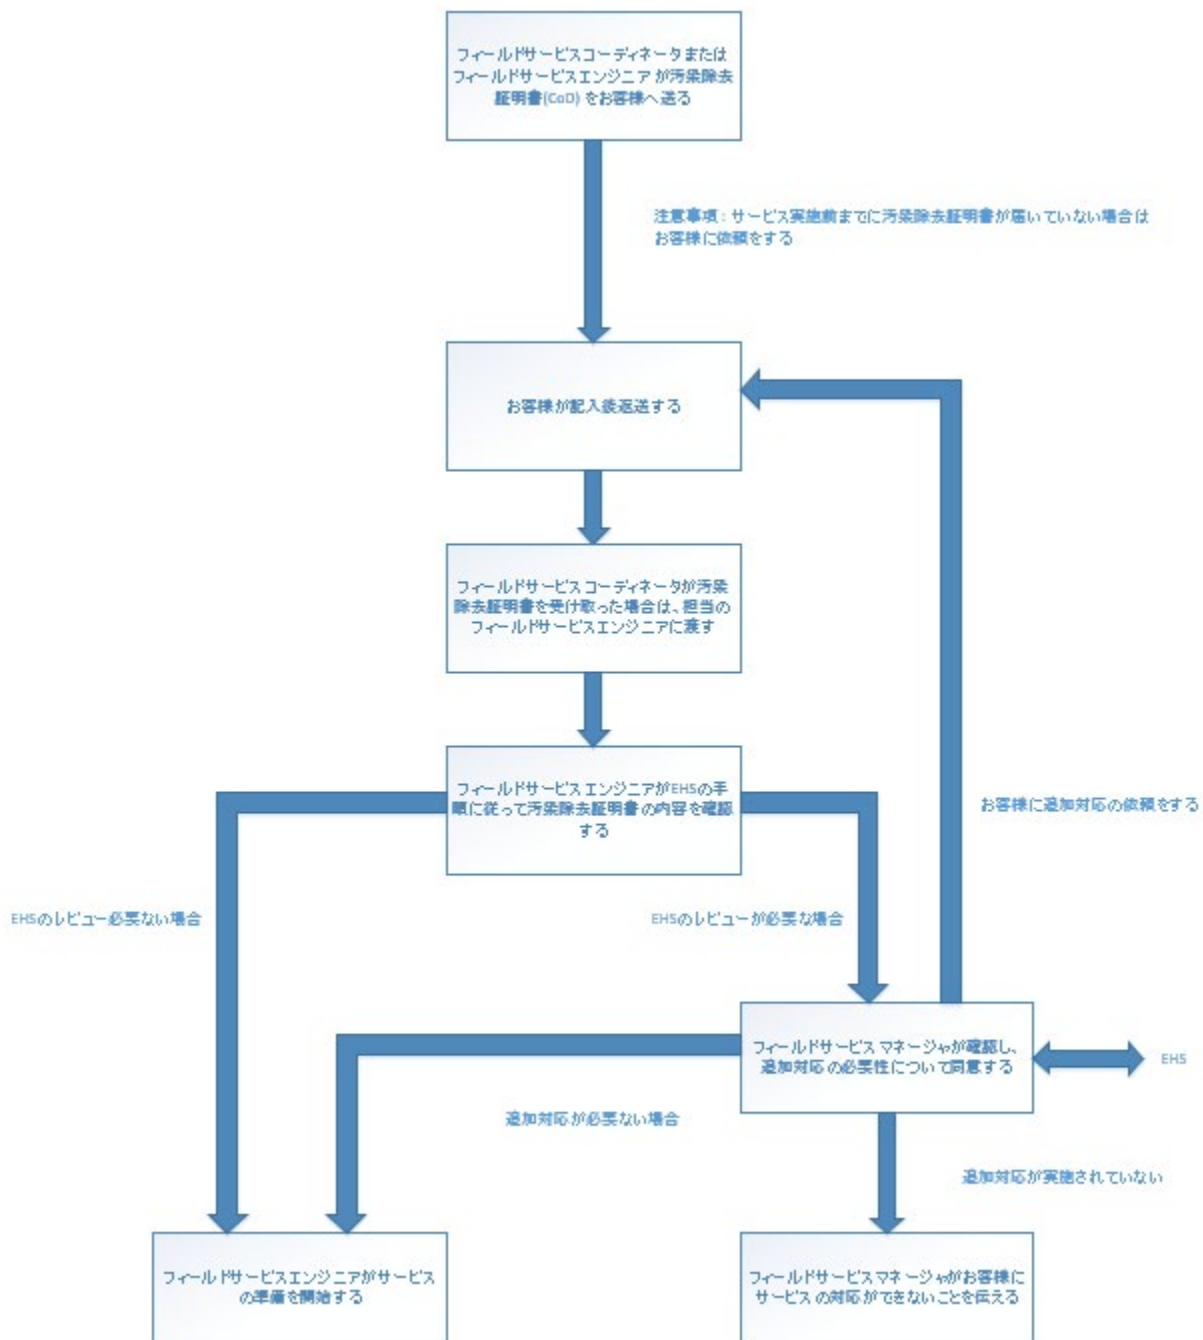 フィールドサービスコーディネータまたは
フィールドサービスエンジニア が汚染除去
証明書(CoD) をお客様へ送る
注意事項：サービス実施前までに汚染除去証明書が届いていない場合は
お客様に依頼をする
お客様が記入後返送する
フィールドサービスコーディネータが汚染
除去証明書を受け取った場合は、担当の
フィールドサービスエンジニアに渡す
フィールドサービスエンジニアがEHSの手
順に従って汚染除去証明書の内容を確認
する
お客様に追加対応の依頼をする
EHSのレビュー必要ない場合
EHSのレビューが必要な場合
フィールドサービスマネージャが確認し、
追加対応の必要性について同意する
EHS
追加対応が必要ない場合
追加対応が実施されていない
フィールドサービスエンジニアがサービス
の準備を開始する
フィールドサービスマネージャがお客様に
サービスの対応ができないことを伝える